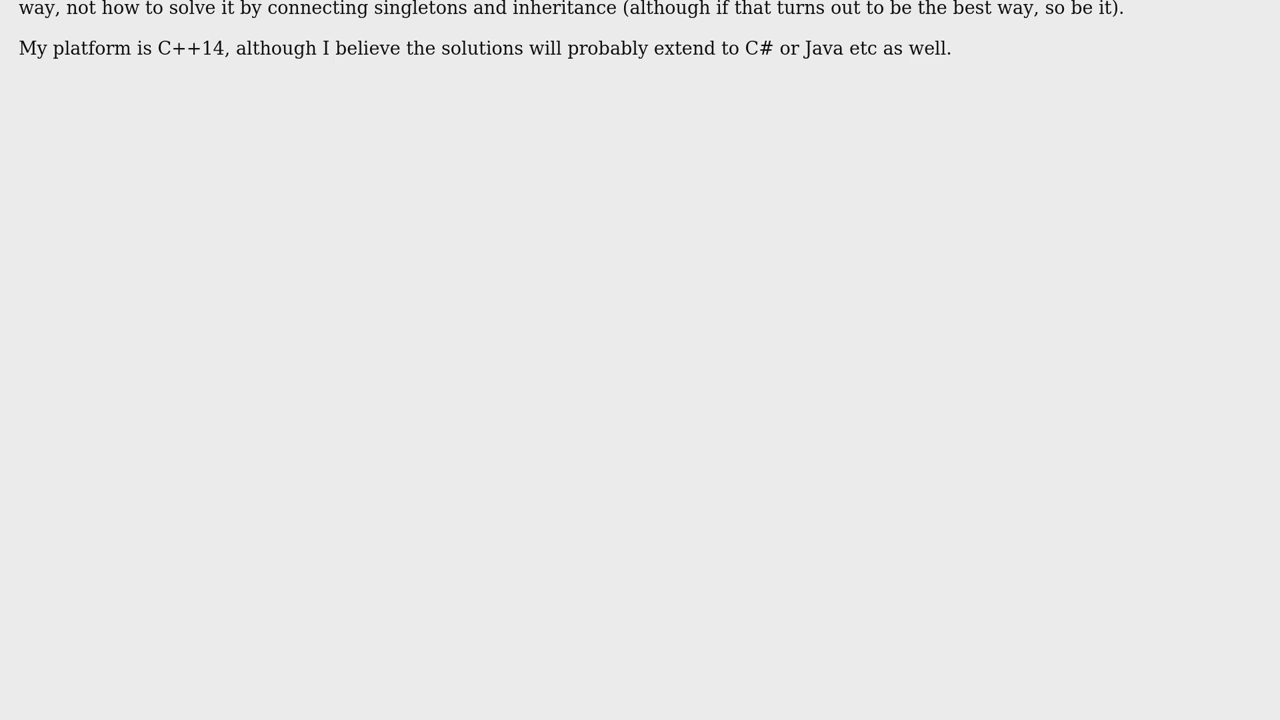 way, not how to solve it by connecting singletons and inheritance (although if that turns out to be the best way, so be it).
My platform is C++14, although I believe the solutions will probably extend to C# or Java etc as well.